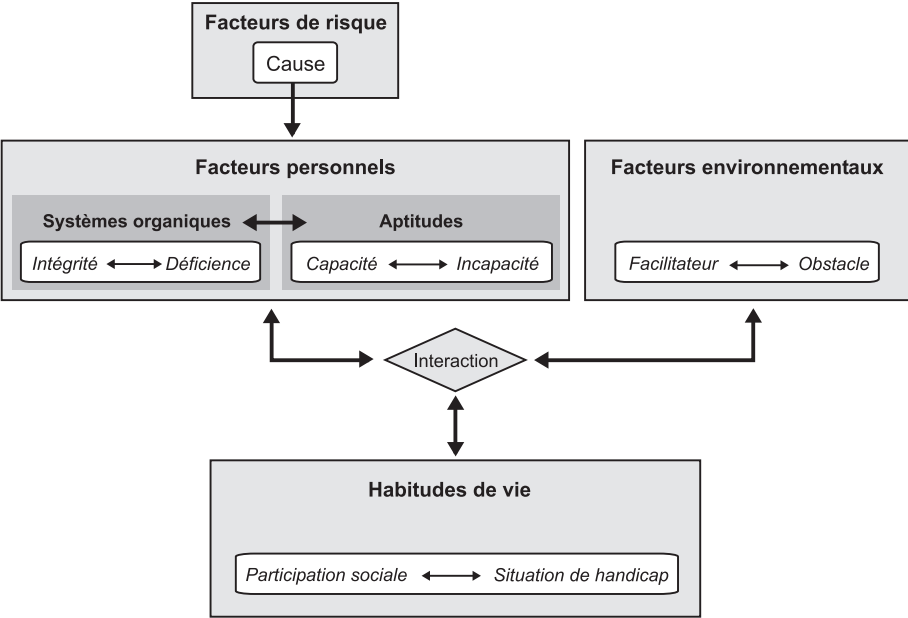 Facteurs de risque
Cause
Facteurs personnels
Systèmes organiques
Aptitudes
Intégrité
Déficience
Capacité
Incapacité
Facteurs environnementaux
Facilitateur
Obstacle
Interaction
Habitudes de vie
Participation sociale
Situation de handicap